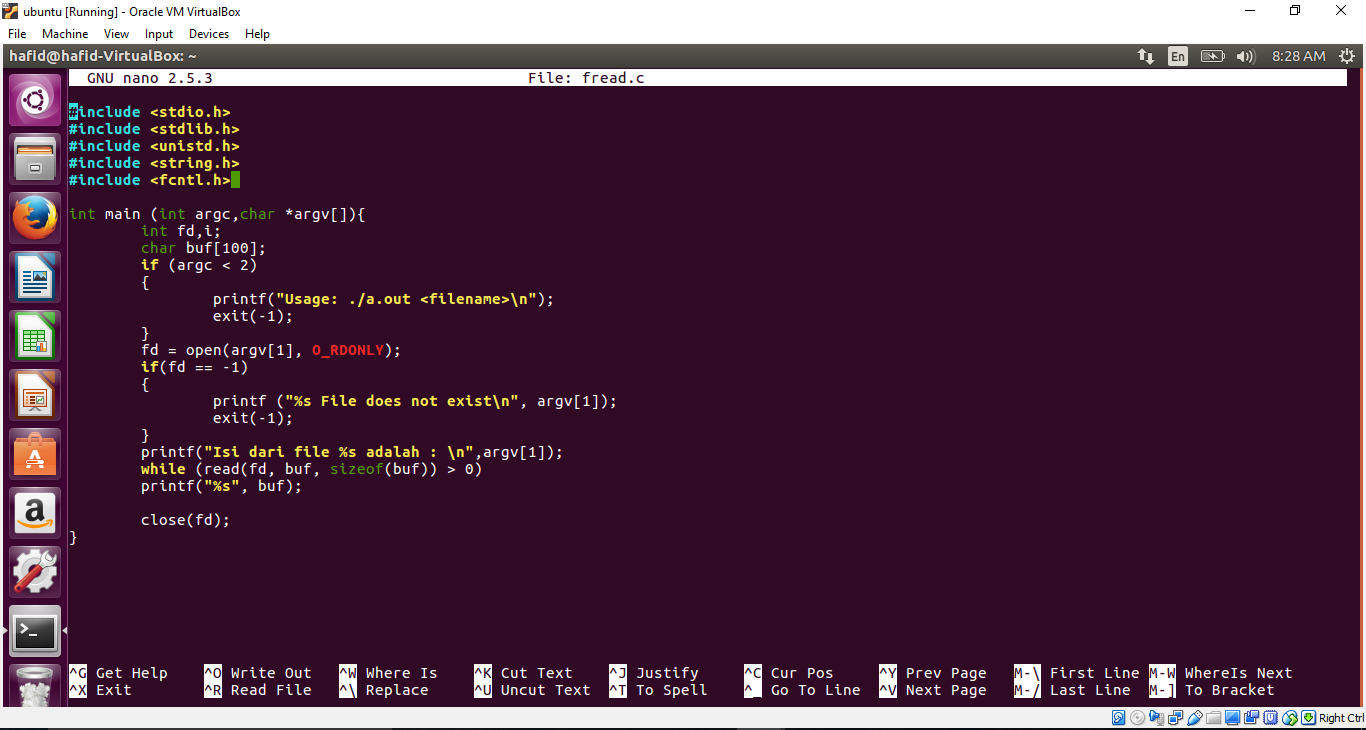 ubuntu [Running] - Oracle VM VirtualBox
File Machine View Input Devices Help
hafid@hafid-VirtualBox: ~ En 8:28 AM
GNU nano 2.5.3 File: fread.c
#include <stdio.h>
#include <stdlib.h>
#include <unistd.h>
#include <string.h>
#include <fcntl.h>
int main (int argc,char *argv[]){
int fd,i;
char buf[100];
if (argc < 2)
{
printf("Usage: ./a.out <filename>\n");
exit(-1);
}
fd = open(argv[1], O_RDONLY);
if(fd == -1)
{
printf ("%s File does not exist\n", argv[1]);
exit(-1);
}
printf("Isi dari file %s adalah : \n",argv[1]);
while (read(fd, buf, sizeof(buf)) > 0)
printf("%s", buf);
close(fd);
}
^G Get Help ^O Write Out ^W Where Is ^K Cut Text ^J Justify ^C Cur Pos ^Y Prev Page M-\ First Line M-W WhereIs Next
^X Exit ^R Read File ^\ Replace ^U Uncut Text ^T To Spell ^_ Go To Line ^V Next Page M-/ Last Line M-] To Bracket
Right Ctrl